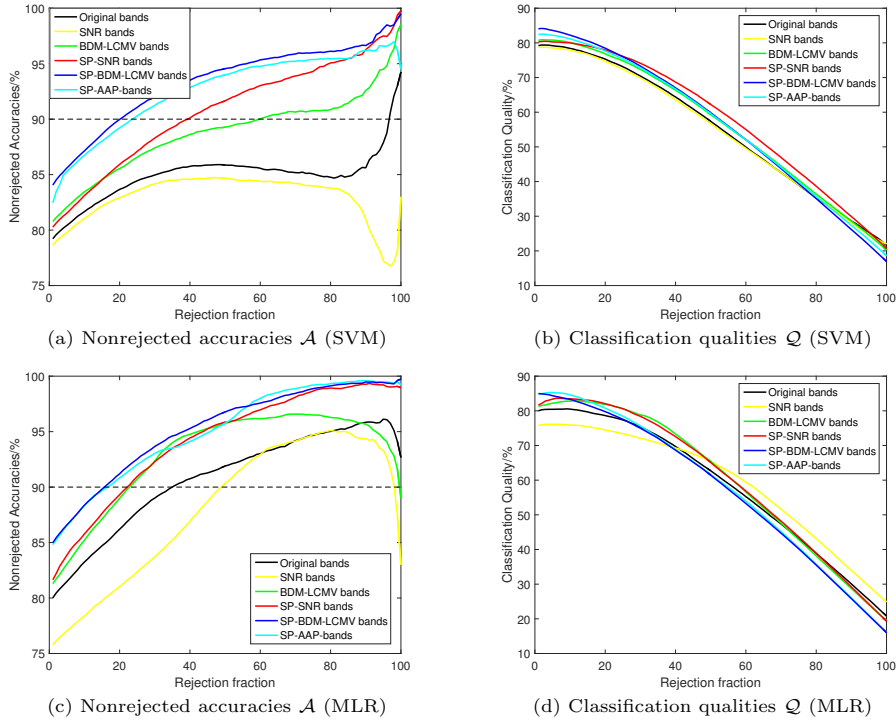 100
95
90
85
80
75
Nonrejected Accuracies/%
Original bands
SNR bands
BDM-LCMV bands
SP-SNR bands
SP-BDM-LCMV bands
SP-AAP-bands
0 20 40 60 80 100
Rejection fraction
(a) Nonrejected accuracies 𝒜 (SVM)
90
80
70
60
50
40
30
20
10
Classification Quality/%
Original bands
SNR bands
BDM-LCMV bands
SP-SNR bands
SP-BDM-LCMV bands
SP-AAP-bands
0 20 40 60 80 100
Rejection fraction
(b) Classification qualities 𝒬 (SVM)
100
95
90
85
80
75
Nonrejected Accuracies/%
Original bands
SNR bands
BDM-LCMV bands
SP-SNR bands
SP-BDM-LCMV bands
SP-AAP-bands
0 20 40 60 80 100
Rejection fraction
(c) Nonrejected accuracies 𝒜 (MLR)
90
80
70
60
50
40
30
20
10
Classification Quality/%
Original bands
SNR bands
BDM-LCMV bands
SP-SNR bands
SP-BDM-LCMV bands
SP-AAP-bands
0 20 40 60 80 100
Rejection fraction
(d) Classification qualities 𝒬 (MLR)